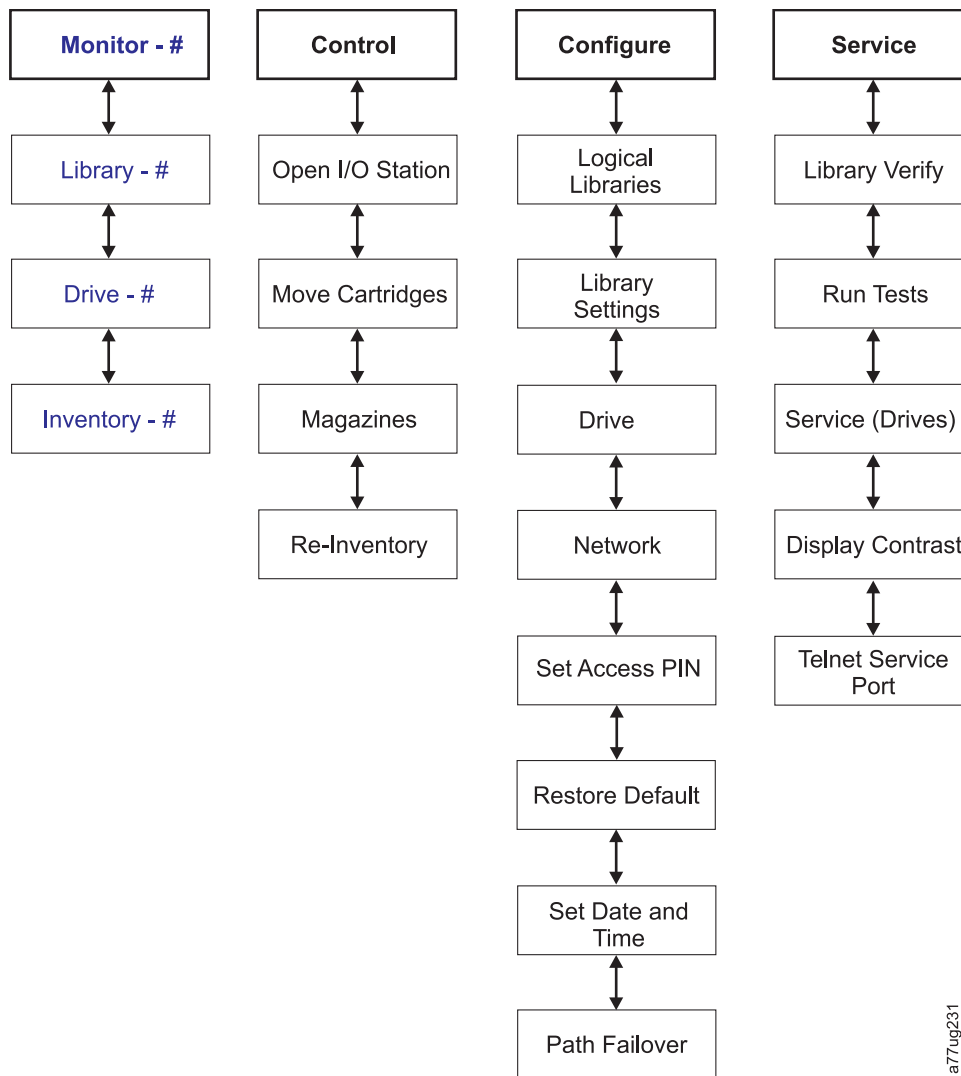 Monitor - #
Control
Configure
Service
Library - #
Open I/O Station
Logical
Libraries
Library Verify
Drive - #
Move Cartridges
Library
Settings
Run Tests
Inventory - #
Magazines
Drive
Service (Drives)
Re-Inventory
Network
Display Contrast
Set Access PIN
Telnet Service
Port
Restore Default
Set Date and
Time
Path Failover
a77ug231